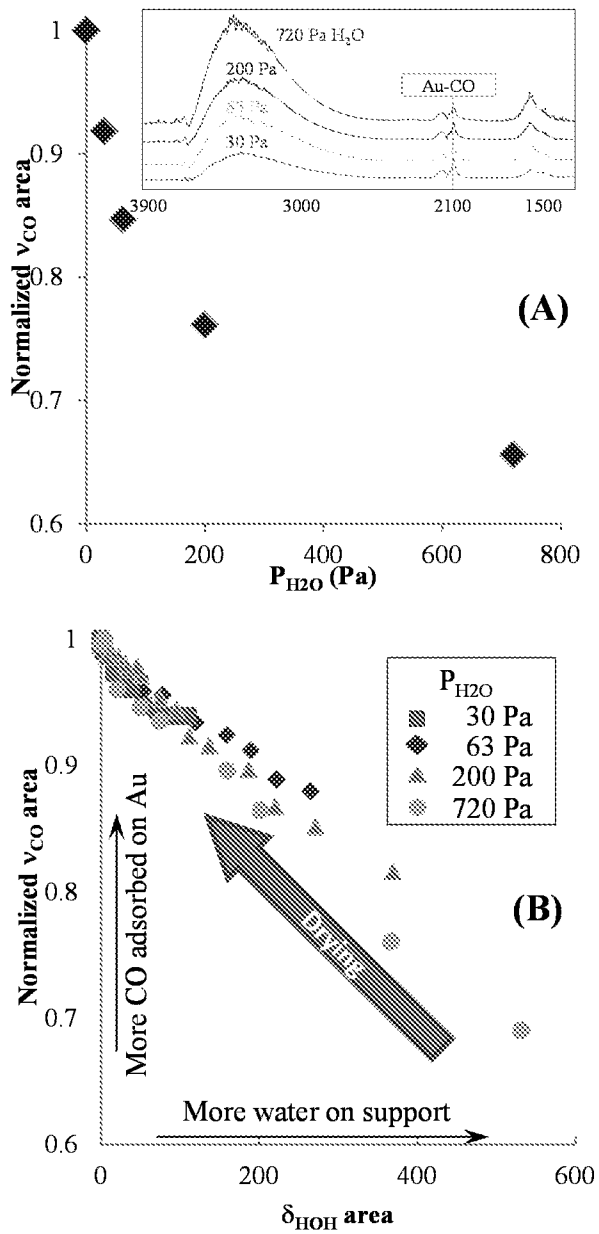 1
0.9
0.8
0.7
0.6
Normalized νCO area
720 Pa H2O
200 Pa
63 Pa
30 Pa
Au-CO
3900
3000
2100
1500
(A)
0
200
400
600
800
PH2O (Pa)
1
0.9
0.8
0.7
0.6
Normalized νCO area
More CO adsorbed on Au
PH2O
30 Pa
63 Pa
200 Pa
720 Pa
(B)
Drying
More water on support
0
200
400
600
δHOH area